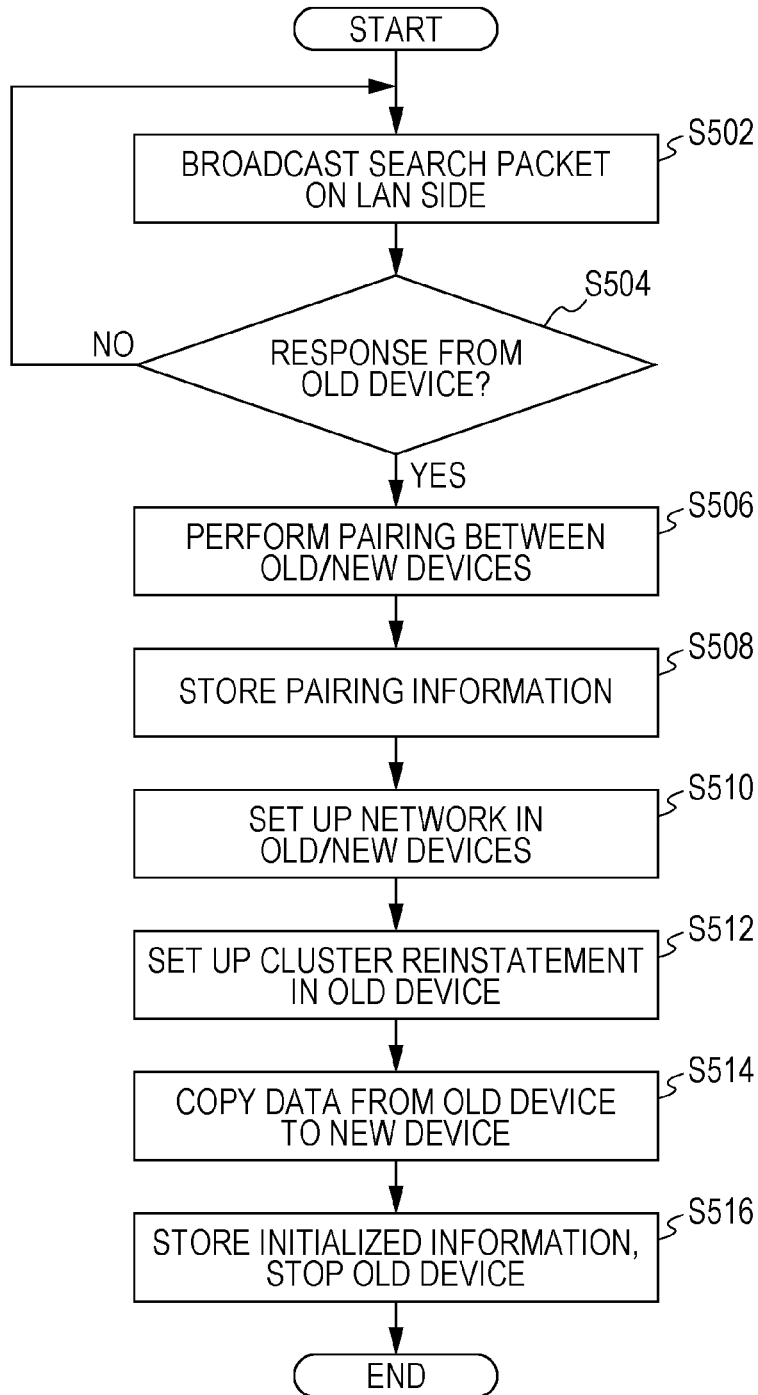 START
S502
BROADCAST SEARCH PACKET
ON LAN SIDE
S504
NO
RESPONSE FROM
OLD DEVICE?
YES
S506
PERFORM PAIRING BETWEEN
OLD/NEW DEVICES
S508
STORE PAIRING INFORMATION
S510
SET UP NETWORK IN
OLD/NEW DEVICES
S512
SET UP CLUSTER REINSTATEMENT
IN OLD DEVICE
S514
COPY DATA FROM OLD DEVICE
TO NEW DEVICE
S516
STORE INITIALIZED INFORMATION,
STOP OLD DEVICE
END